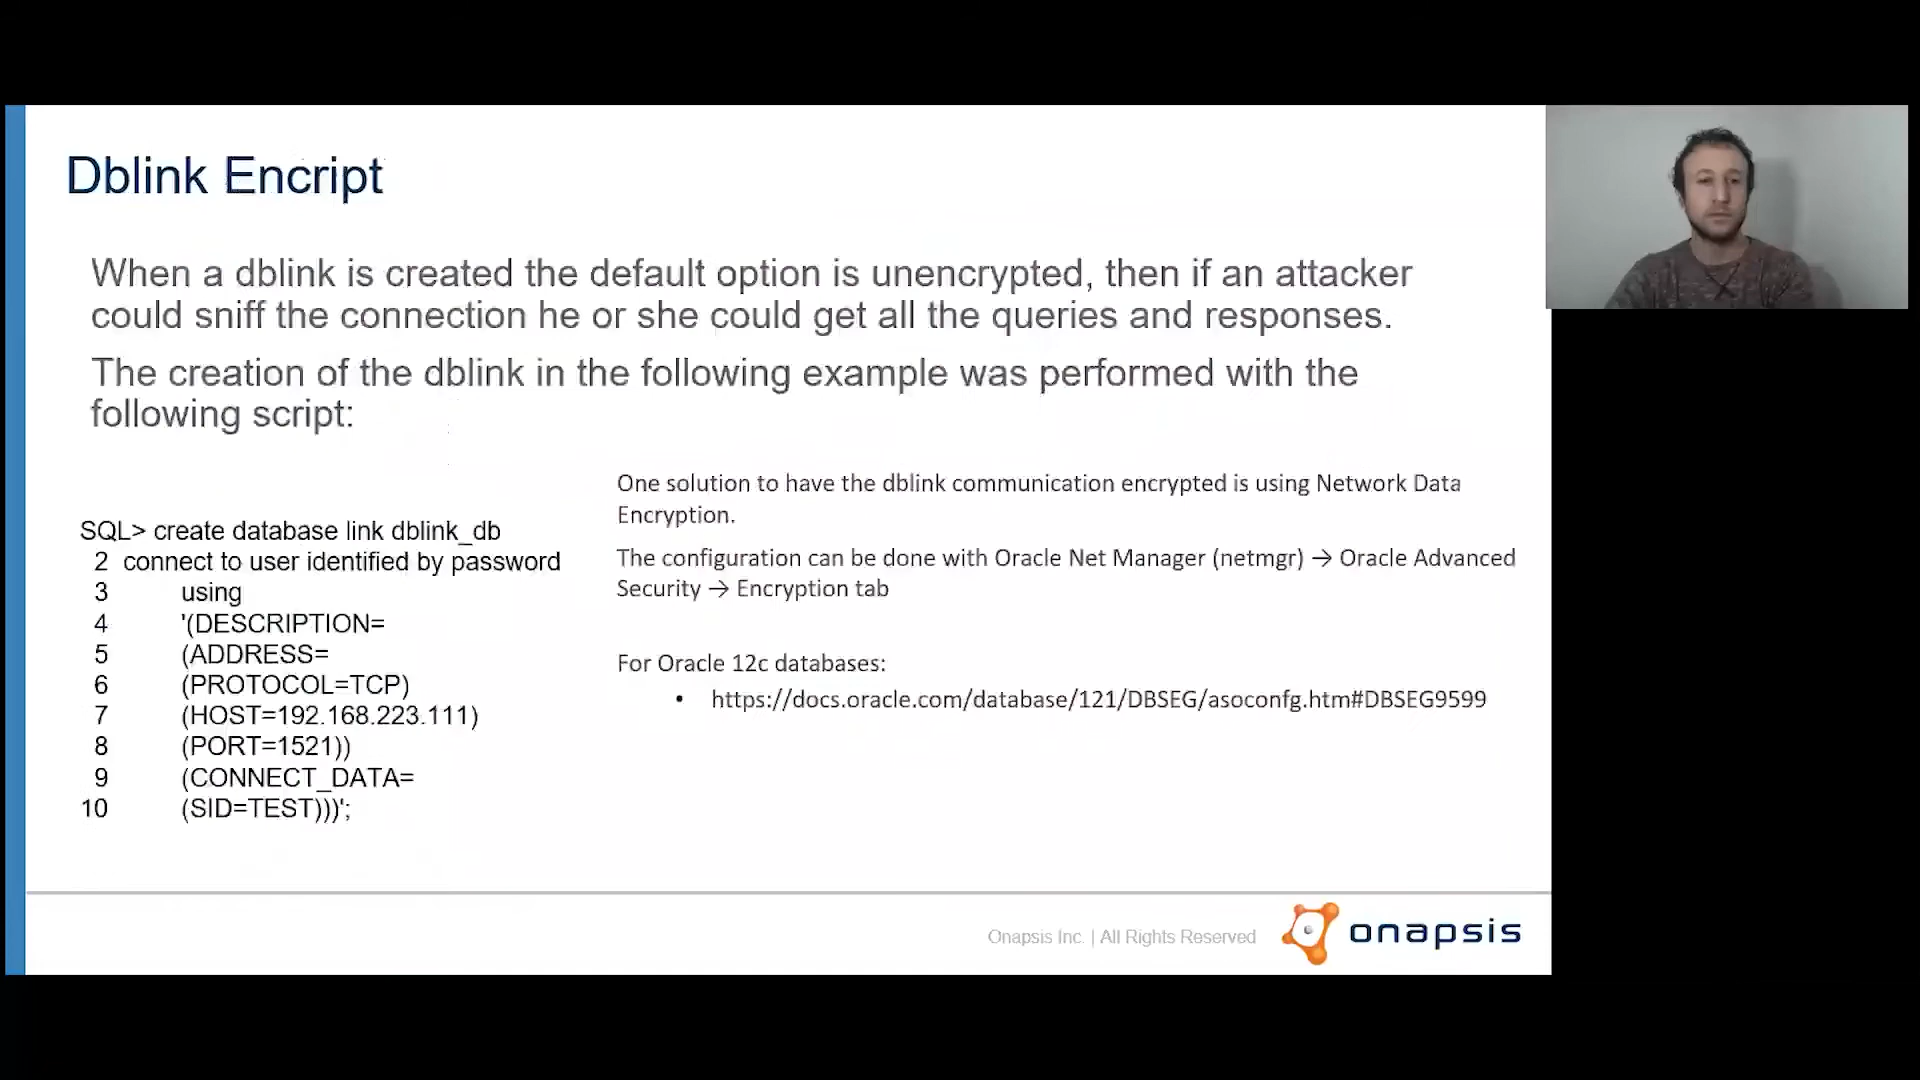 Dblink Encript
When a dblink is created the default option is unencrypted, then if an attacker
could sniff the connection he or she could get all the queries and responses.
The creation of the dblink in the following example was performed with the
following script:
SQL> create database link dblink_db
2 connect to user identified by password
3 using
4 '(DESCRIPTION=
5 (ADDRESS=
6 (PROTOCOL=TCP)
7 (HOST=192.168.223.111)
8 (PORT=1521))
9 (CONNECT_DATA=
10 (SID=TEST)))';
One solution to have the dblink communication encrypted is using Network Data
Encryption.
The configuration can be done with Oracle Net Manager (netmgr) → Oracle Advanced
Security → Encryption tab
For Oracle 12c databases:
• https://docs.oracle.com/database/121/DBSEG/asoconfg.htm#DBSEG9599
Onapsis Inc. | All Rights Reserved
onapsis